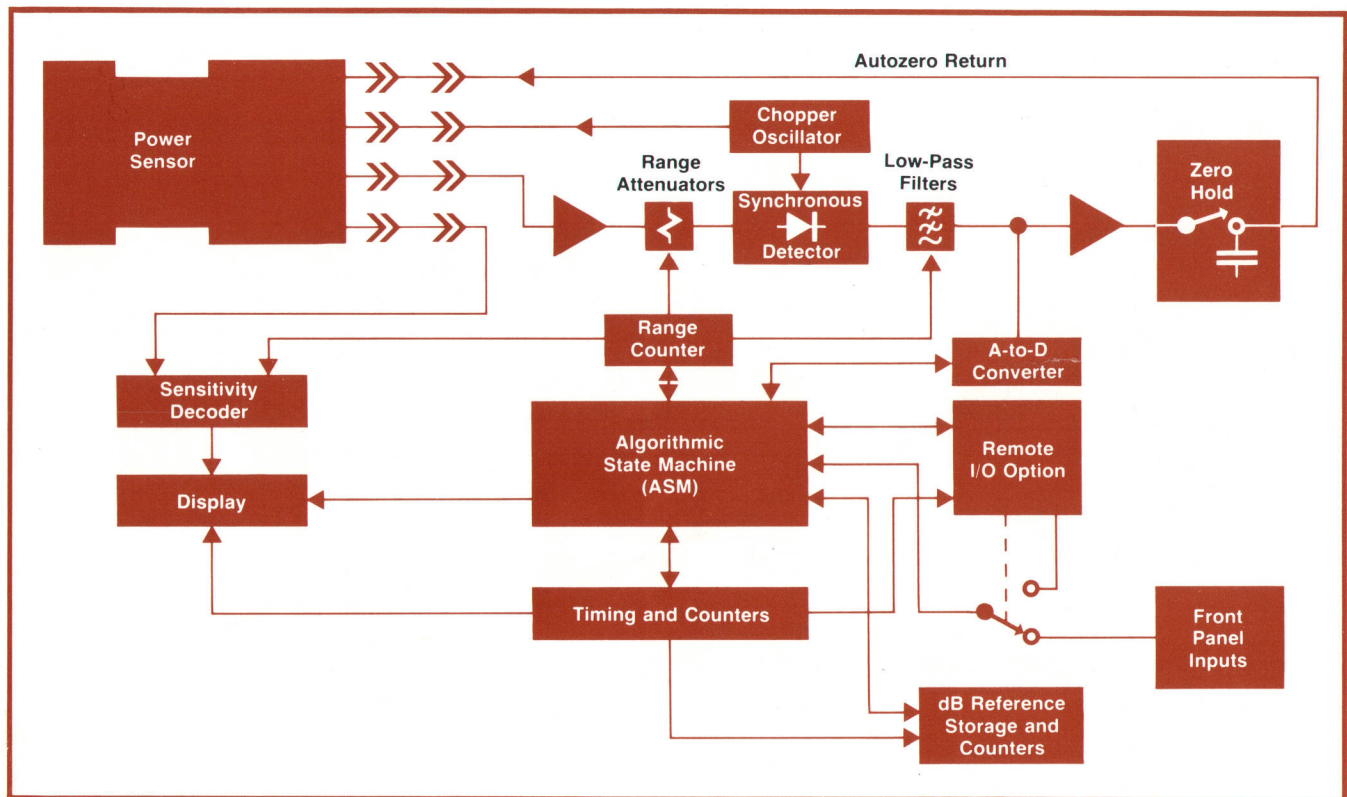 Autozero Return
Power
Sensor
Chopper
Oscillator
Range
Attenuators
Low-Pass
Filters
Zero
Hold
Synchronous
Detector
Range
Counter
A-to-D
Converter
Sensitivity
Decoder
Algorithmic
State Machine
(ASM)
Remote
I/O Option
Display
Timing and Counters
Front
Panel
Inputs
dB Reference
Storage and
Counters